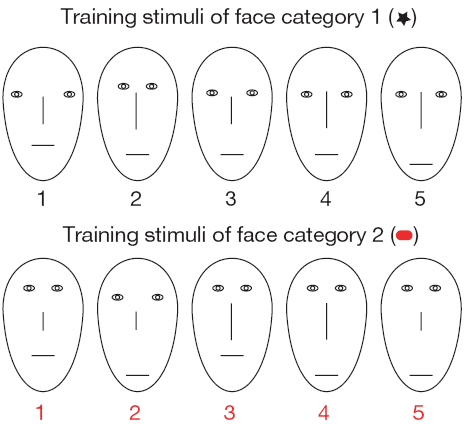 Training stimuli of face category 1 (★)
1 2 3 4 5
Training stimuli of face category 2 ()
1 2 3 4 5